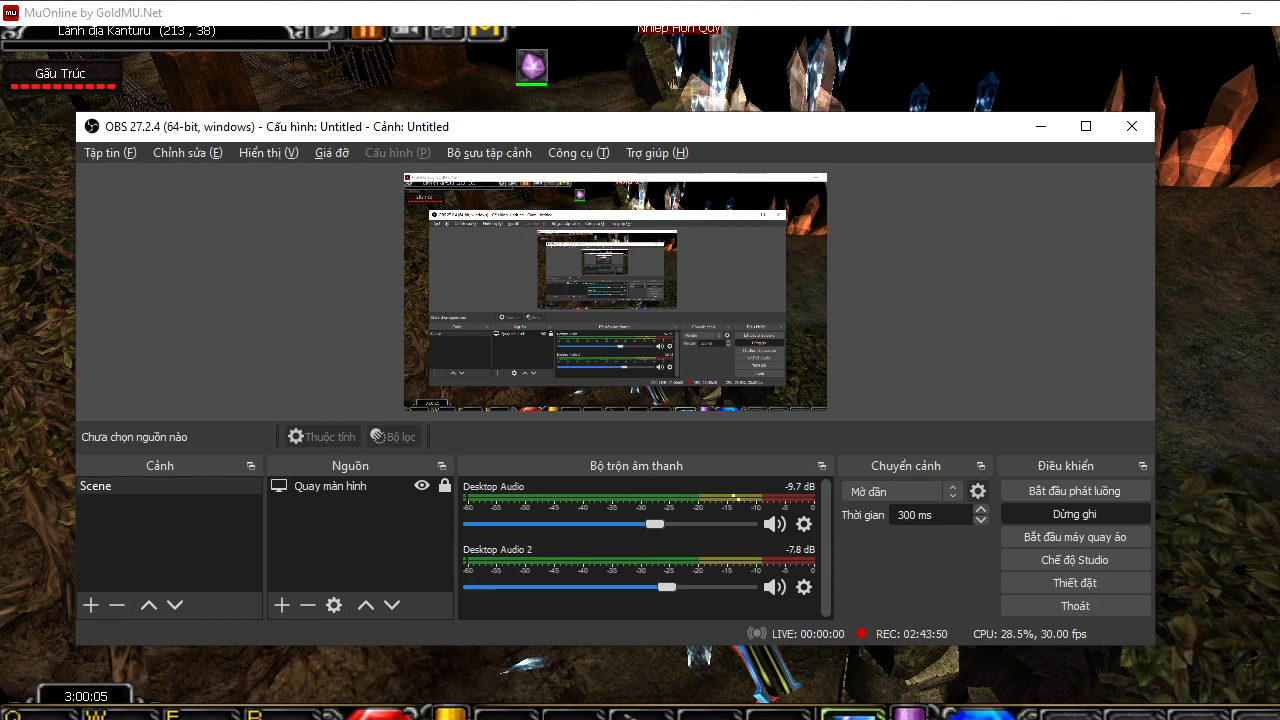 MuOnline by GoldMU.Net
Lãnh địa Kanturu (213 , 38)
Nhiếp Hồn Quy
Gấu Trúc
OBS 27.2.4 (64-bit, windows) - Cấu hình: Untitled - Cảnh: Untitled
Tập tin (F) Chỉnh sửa (E) Hiển thị (V) Giá đỡ Cấu hình (P) Bộ sưu tập cảnh Công cụ (T) Trợ giúp (H)
Chưa chọn nguồn nào Thuộc tính Bộ lọc
Cảnh Nguồn Bộ trộn âm thanh Chuyển cảnh Điều khiển
Scene
Quay màn hình
Desktop Audio -9.7 dB
-60 -55 -50 -45 -40 -35 -30 -25 -20 -15 -10 -5 0
Desktop Audio 2 -7.8 dB
-60 -55 -50 -45 -40 -35 -30 -25 -20 -15 -10 -5 0
Mờ dần
Thời gian 300 ms
Bắt đầu phát luồng
Dừng ghi
Bắt đầu máy quay ảo
Chế độ Studio
Thiết đặt
Thoát
LIVE: 00:00:00 REC: 02:43:50 CPU: 28.5%, 30.00 fps
3:00:05
Q W E R